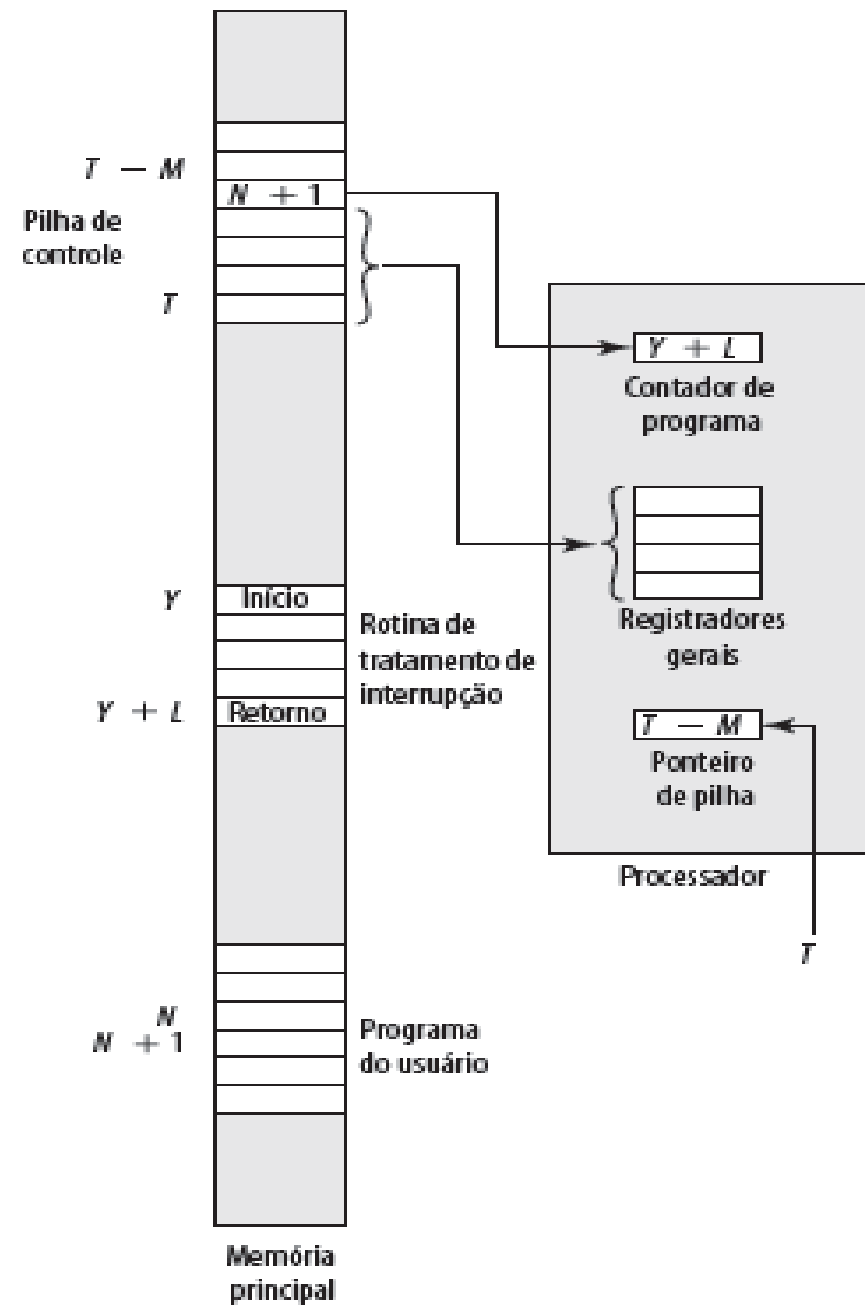 T − M
N + 1
Pilha de
controle
T
Y + L
Contador de
programa
Y
Início
Rotina de
tratamento de
interrupção
Registradores
gerais
Y + L
Retorno
T − M
Ponteiro
de pilha
Processador
T
N
N + 1
Programa
do usuário
Memória
principal